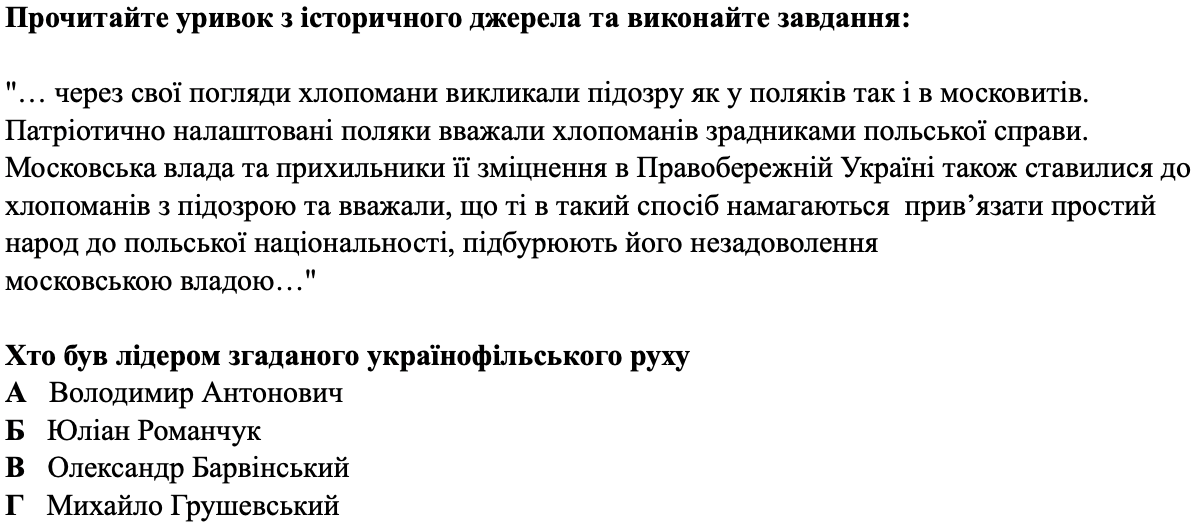 Прочитайте уривок з історичного джерела та виконайте завдання:
"… через свої погляди хлопомани викликали підозру як у поляків так і в московитів.
Патріотично налаштовані поляки вважали хлопоманів зрадниками польської справи.
Московська влада та прихильники її зміцнення в Правобережній Україні також ставилися до
хлопоманів з підозрою та вважали, що ті в такий спосіб намагаються  прив’язати простий
народ до польської національності, підбурюють його незадоволення
московською владою…"
Хто був лідером згаданого українофільського руху
А Володимир Антонович
Б Юліан Романчук
В Олександр Барвінський
Г Михайло Грушевський